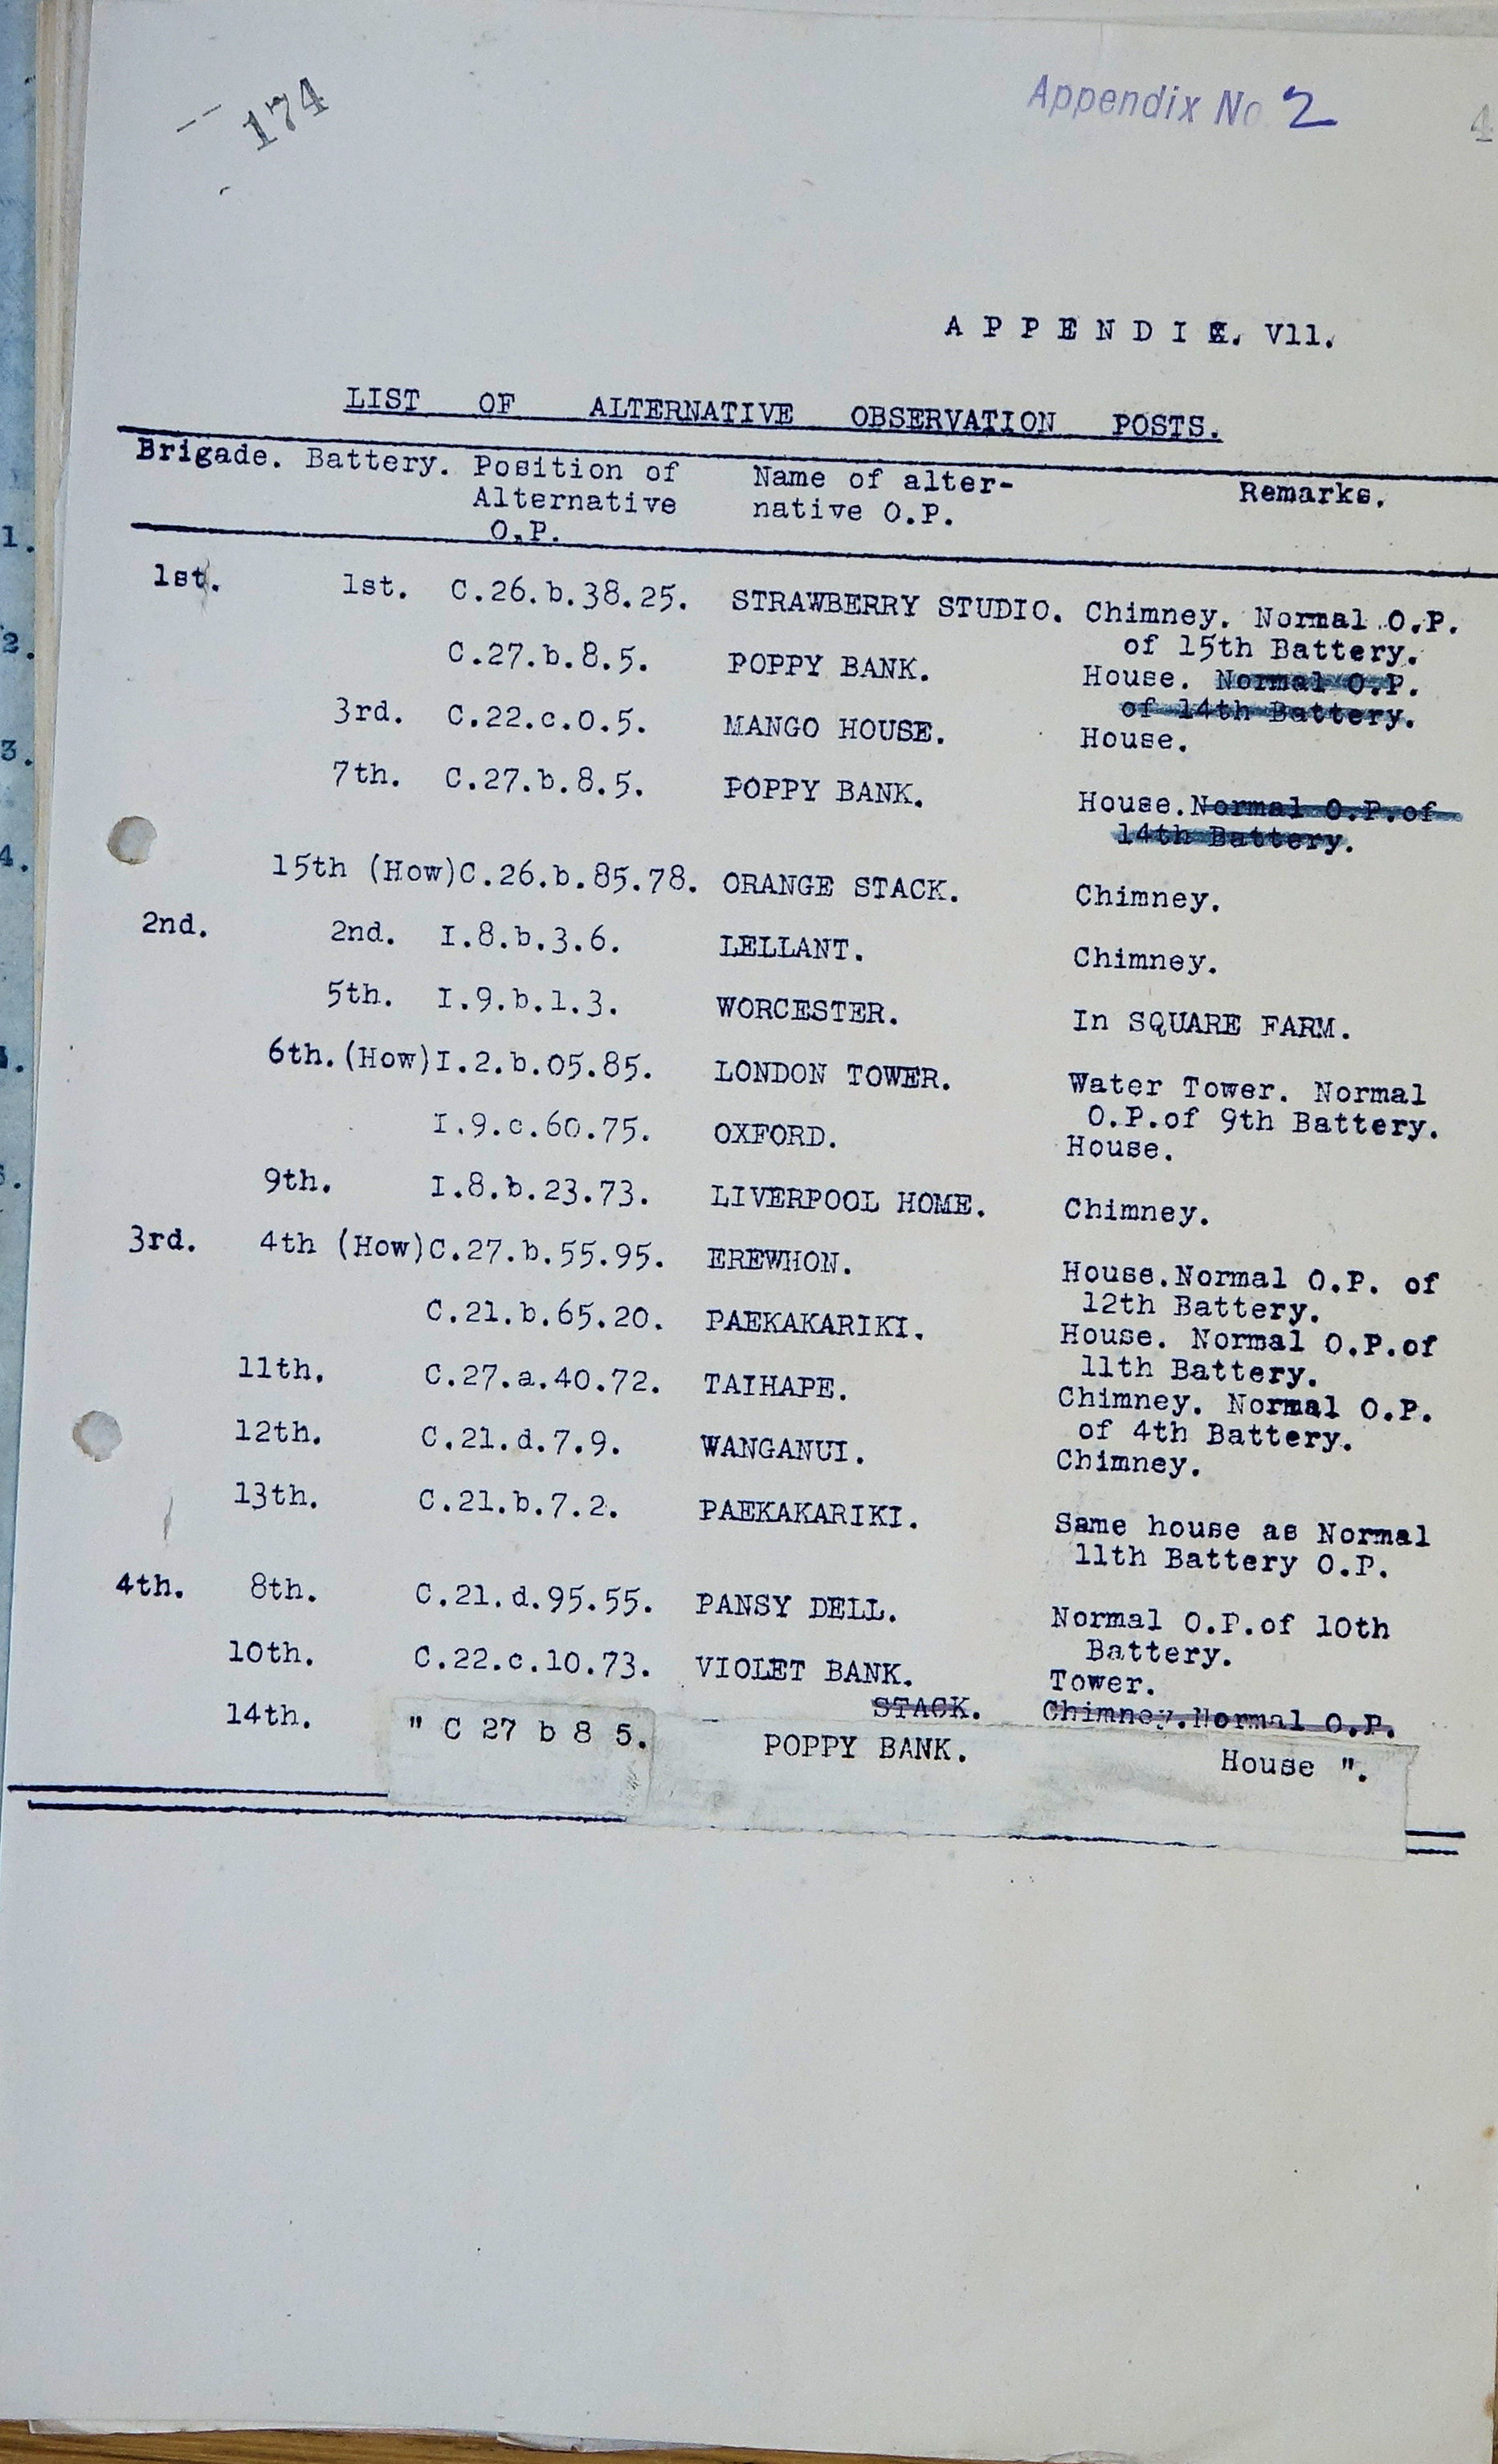 174
Appendix No 2
4
A P P E N D I X. Vll.
LIST OF ALTERNATIVE OBSERVATION POSTS.
Brigade. Battery. Position of Alternative O.P. Name of alter-native O.P. Remarks.
1st. 1st. C.26.b.38.25. STRAWBERRY STUDIO. Chimney. Normal O.P.
of 15th Battery.
C.27.b.8.5. POPPY BANK. House. Normal O.P.
of 14th Battery.
3rd. C.22.c.0.5. MANGO HOUSE. House.
7th. C.27.b.8.5. POPPY BANK. House.Normal O.P.of
14th Battery.
15th (How)C.26.b.85.78. ORANGE STACK. Chimney.
2nd. 2nd. I.8.b.3.6. LELLANT. Chimney.
5th. I.9.b.1.3. WORCESTER. In SQUARE FARM.
6th.(How)I.2.b.05.85. LONDON TOWER. Water Tower. Normal
O.P.of 9th Battery.
I.9.c.60.75. OXFORD. House.
9th. I.8.b.23.73. LIVERPOOL HOME. Chimney.
3rd. 4th (How)C.27.b.55.95. EREWHON. House.Normal O.P. of
12th Battery.
C.21.b.65.20. PAEKAKARIKI. House. Normal O.P.of
11th Battery.
11th. C.27.a.40.72. TAIHAPE. Chimney. Normal O.P.
of 4th Battery.
12th. C.21.d.7.9. WANGANUI. Chimney.
13th. C.21.b.7.2. PAEKAKARIKI. Same house as Normal
11th Battery O.P.
4th. 8th. C.21.d.95.55. PANSY DELL. Normal O.P.of 10th
Battery.
10th. C.22.c.10.73. VIOLET BANK. Tower.
STACK. Chimney.Normal O.P.
14th. " C 27 b 8 5. POPPY BANK. House ".
1.
2.
3.
4.